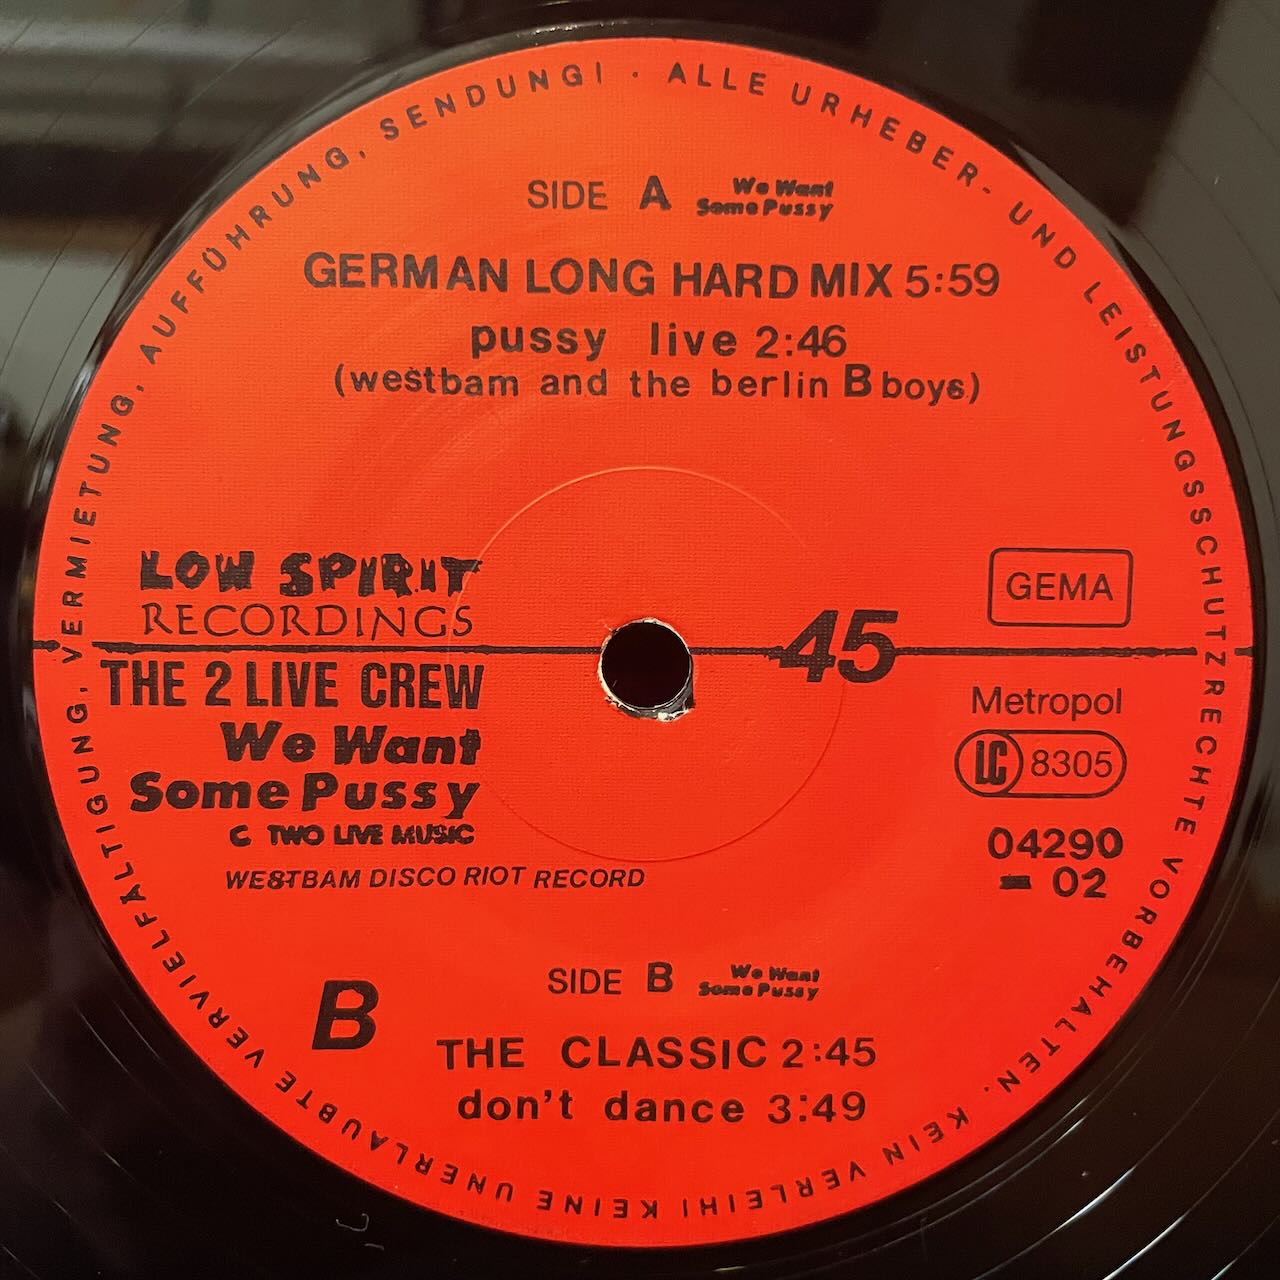 SIDE A We Want
Some Pussy
GERMAN LONG HARD MIX 5:59
pussy live 2:46
(westbam and the berlin B boys)
LOW SPIRIT
RECORDINGS
THE 2 LIVE CREW
We Want
Some Pussy
C TWO LIVE MUSIC
WESTBAM DISCO RIOT RECORD
45
GEMA
Metropol
LC 8305
04290
- 02
B
SIDE B We Want
Some Pussy
THE CLASSIC 2:45
don't dance 3:49
ALLE URHEBER- UND LEISTUNGSSCHUTZRECHTE VORBEHALTEN. KEIN VERLEIH! KEINE UNERLAUBTE VERVIELFÄLTIGUNG, VERMIETUNG, AUFFÜHRUNG, SENDUNG! ·